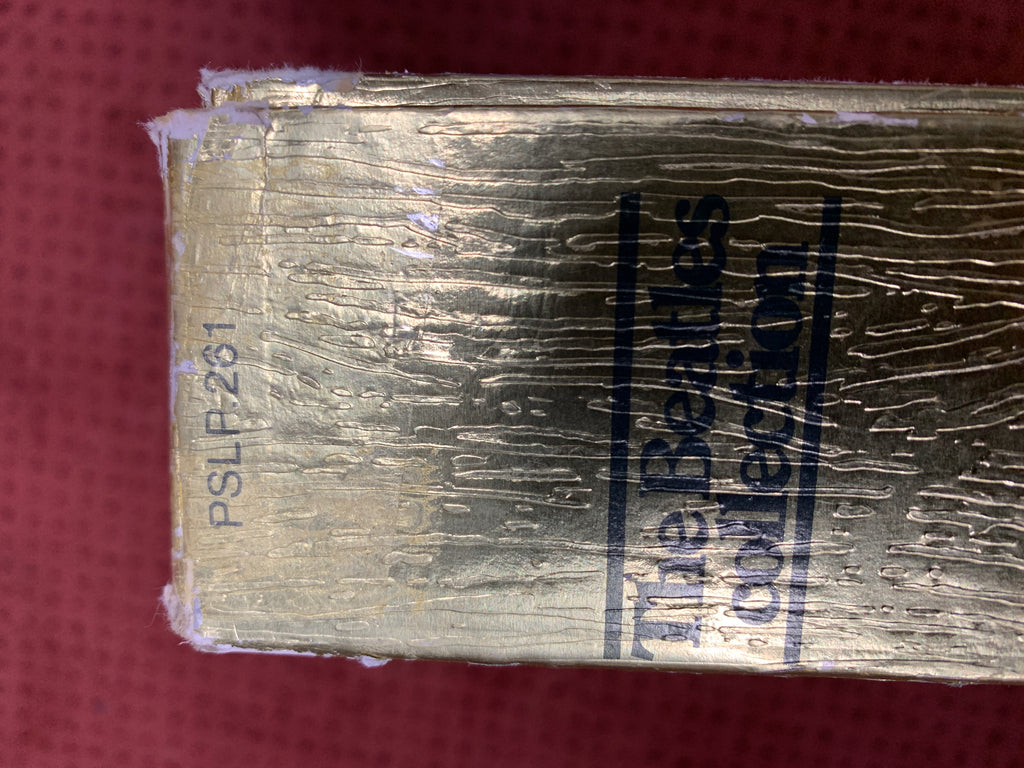 The Beatles
collection
PSLP.261